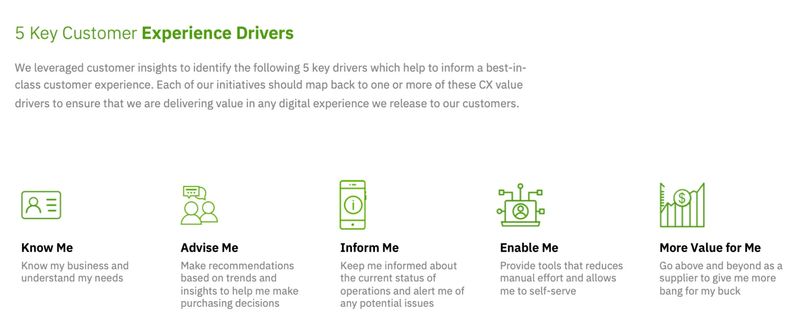 5 Key Customer Experience Drivers
We leveraged customer insights to identify the following 5 key drivers which help to inform a best-in-
class customer experience. Each of our initiatives should map back to one or more of these CX value
drivers to ensure that we are delivering value in any digital experience we release to our customers.
Know Me
Know my business and
understand my needs
Advise Me
Make recommendations
based on trends and
insights to help me make
purchasing decisions
Inform Me
Keep me informed about
the current status of
operations and alert me of
any potential issues
Enable Me
Provide tools that reduces
manual effort and allows
me to self-serve
More Value for Me
Go above and beyond as a
supplier to give me more
bang for my buck